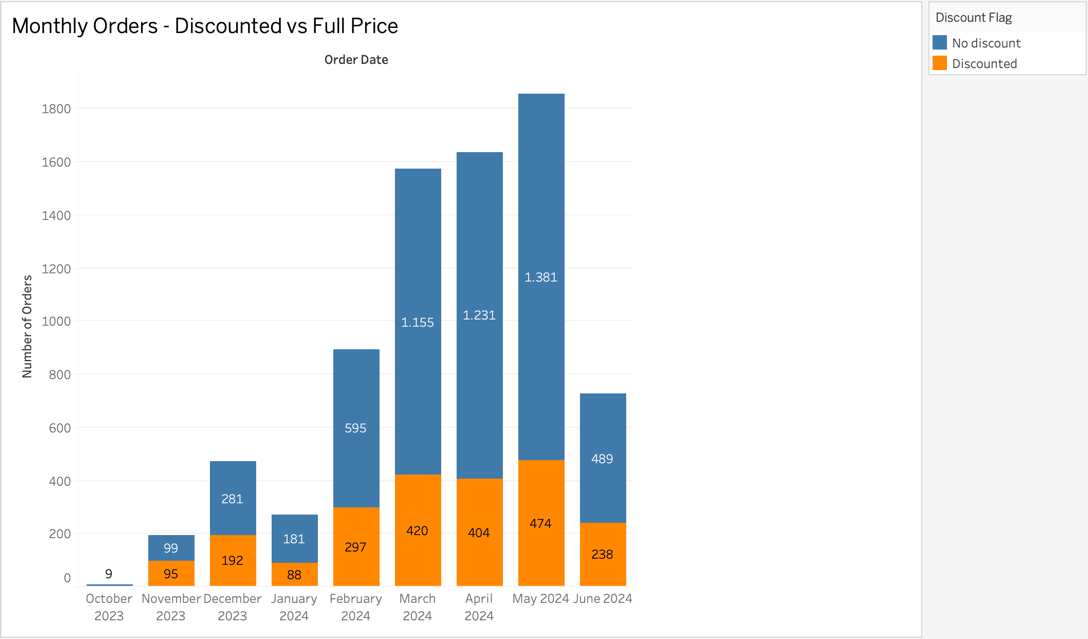 Monthly Orders - Discounted vs Full Price
Order Date
Discount Flag
No discount
Discounted
Number of Orders
1800
1600
1400
1200
1000
800
600
400
200
0
9
99
95
281
192
181
88
595
297
1.155
420
1.231
404
1.381
474
489
238
October
2023
November
2023
December
2023
January
2024
February
2024
March
2024
April
2024
May 2024
June 2024